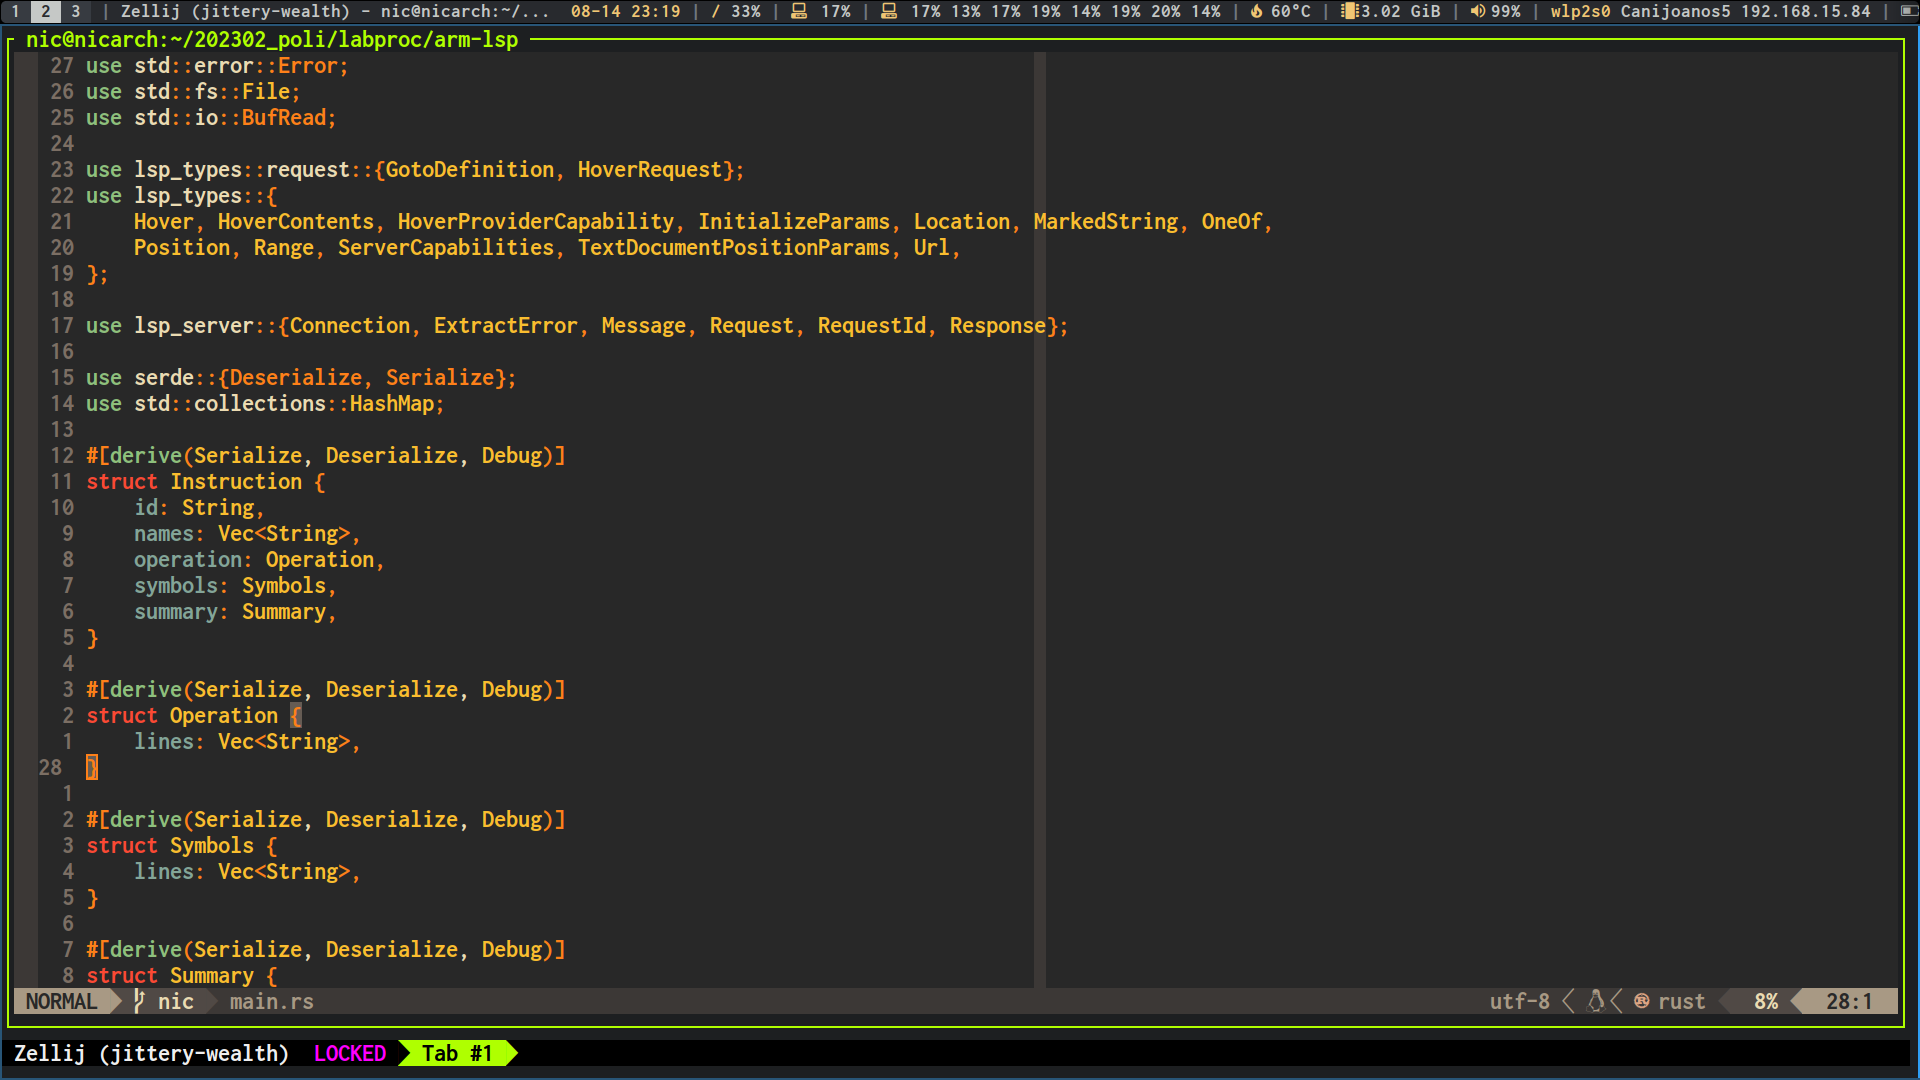 1 2 3 | Zellij (jittery-wealth) - nic@nicarch:~/... 08-14 23:19 | / 33% | 17% | 17% 13% 17% 19% 14% 19% 20% 14% | 60°C | 3.02 GiB | 99% | wlp2s0 Canijoanos5 192.168.15.84 |
nic@nicarch:~/202302_poli/labproc/arm-lsp
27 use std::error::Error;
26 use std::fs::File;
25 use std::io::BufRead;
24
23 use lsp_types::request::{GotoDefinition, HoverRequest};
22 use lsp_types::{
21     Hover, HoverContents, HoverProviderCapability, InitializeParams, Location, MarkedString, OneOf,
20     Position, Range, ServerCapabilities, TextDocumentPositionParams, Url,
19 };
18
17 use lsp_server::{Connection, ExtractError, Message, Request, RequestId, Response};
16
15 use serde::{Deserialize, Serialize};
14 use std::collections::HashMap;
13
12 #[derive(Serialize, Deserialize, Debug)]
11 struct Instruction {
10     id: String,
9     names: Vec<String>,
8     operation: Operation,
7     symbols: Symbols,
6     summary: Summary,
5 }
4
3 #[derive(Serialize, Deserialize, Debug)]
2 struct Operation {
1     lines: Vec<String>,
28 }
1
2 #[derive(Serialize, Deserialize, Debug)]
3 struct Symbols {
4     lines: Vec<String>,
5 }
6
7 #[derive(Serialize, Deserialize, Debug)]
8 struct Summary {
NORMAL nic main.rs utf-8 rust 8% 28:1
Zellij (jittery-wealth) LOCKED Tab #1